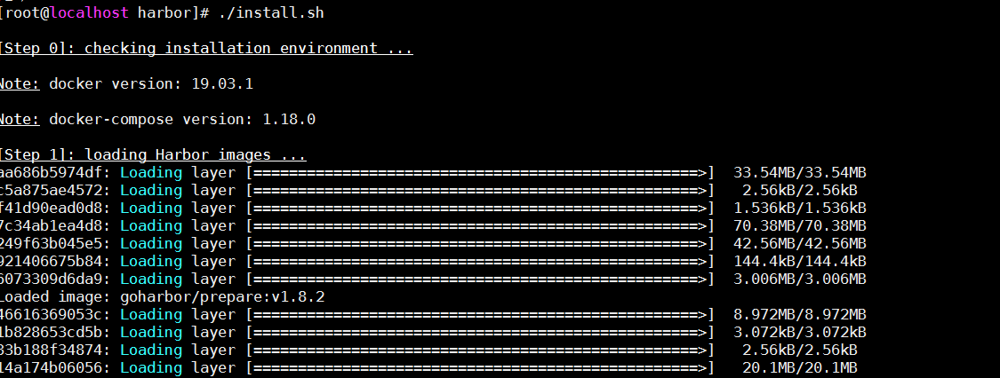 [root@localhost harbor]# ./install.sh
[Step 0]: checking installation environment ...
Note: docker version: 19.03.1
Note: docker-compose version: 1.18.0
[Step 1]: loading Harbor images ...
aa686b5974df: Loading layer [==================================================>]  33.54MB/33.54MB
c5a875ae4572: Loading layer [==================================================>]   2.56kB/2.56kB
f41d90ead0d8: Loading layer [==================================================>]  1.536kB/1.536kB
7c34ab1ea4d8: Loading layer [==================================================>]  70.38MB/70.38MB
249f63b045e5: Loading layer [==================================================>]  42.56MB/42.56MB
921406675b84: Loading layer [==================================================>]  144.4kB/144.4kB
6073309d6da9: Loading layer [==================================================>]  3.006MB/3.006MB
Loaded image: goharbor/prepare:v1.8.2
46616369053c: Loading layer [==================================================>]  8.972MB/8.972MB
1b828653cd5b: Loading layer [==================================================>]  3.072kB/3.072kB
83b188f34874: Loading layer [==================================================>]   2.56kB/2.56kB
14a174b06056: Loading layer [==================================================>]   20.1MB/20.1MB